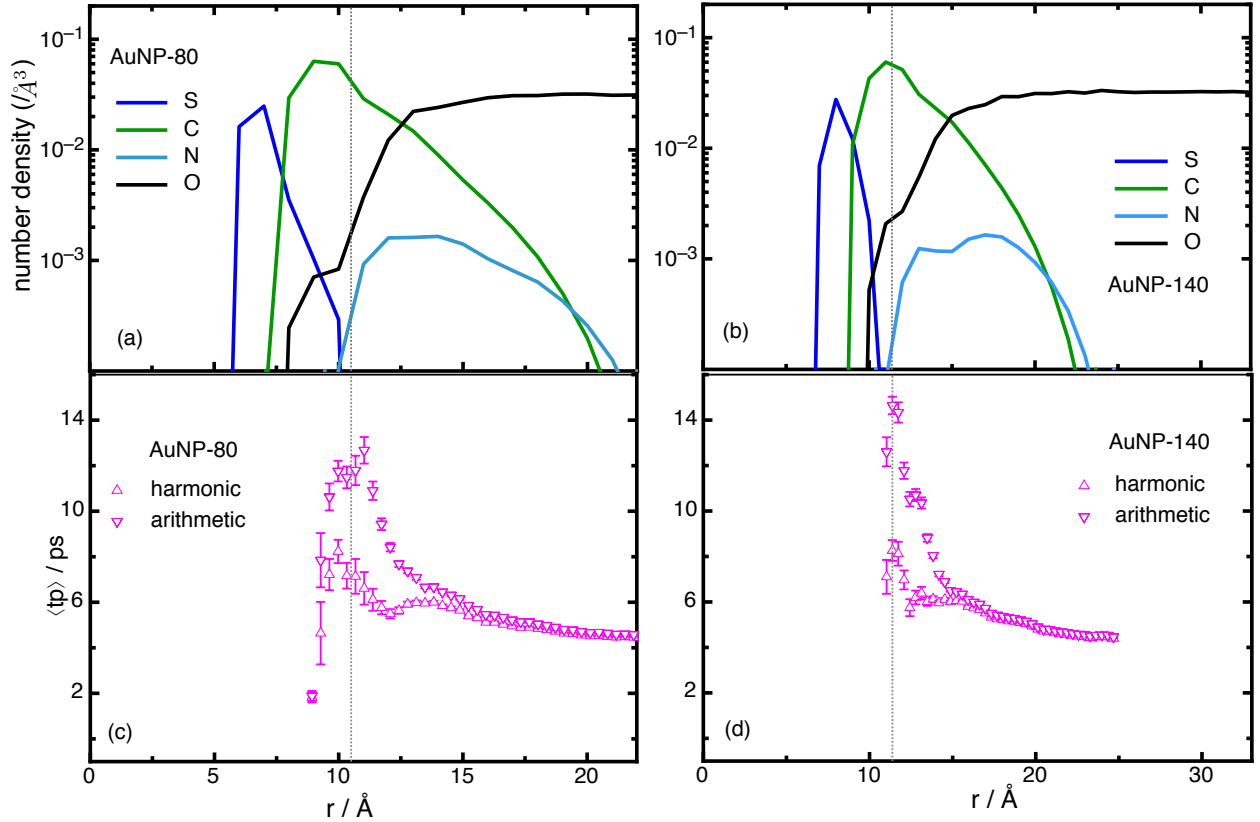 10⁻¹
10⁻²
10⁻³
number density (/Å³)
AuNP-80
S
C
N
O
(a)
10⁻¹
10⁻²
10⁻³
S
C
N
O
AuNP-140
(b)
14
10
6
2
⟨tp⟩ / ps
AuNP-80
harmonic
arithmetic
(c)
0 5 10 15 20
r / Å
14
10
6
2
AuNP-140
harmonic
arithmetic
(d)
0 10 20 30
r / Å